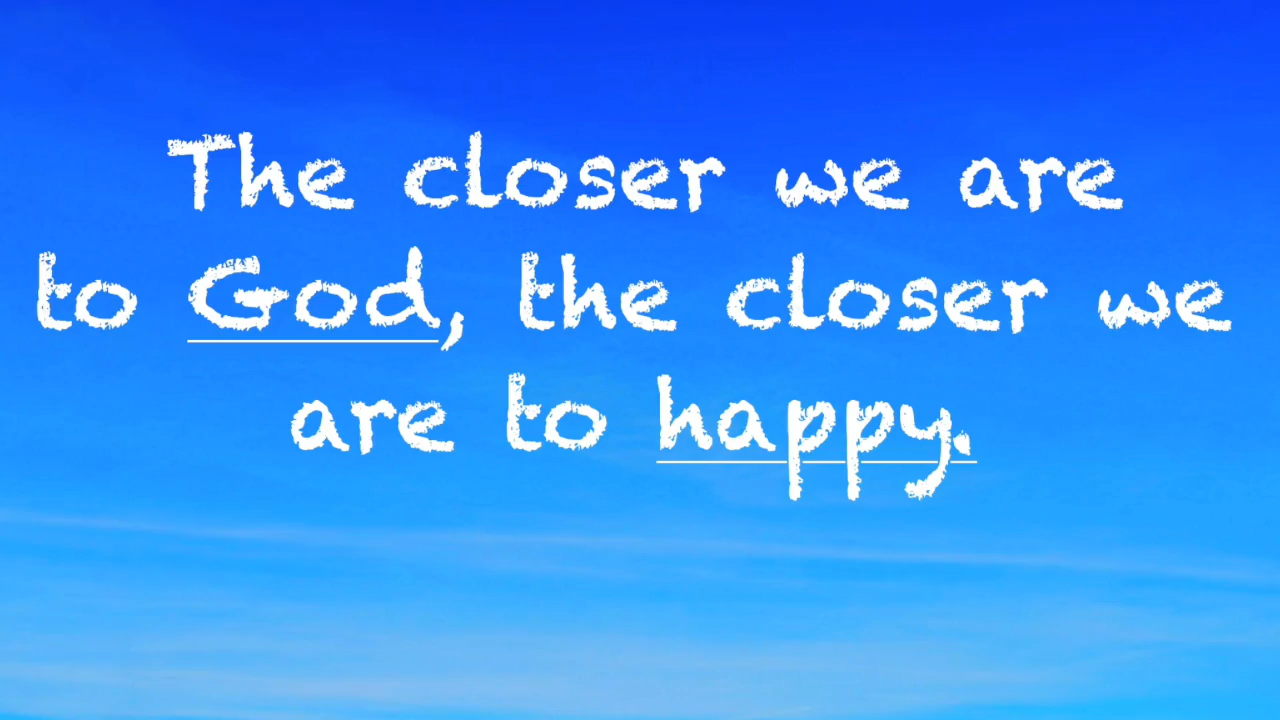 The closer we are
to God, the closer we
are to happy.